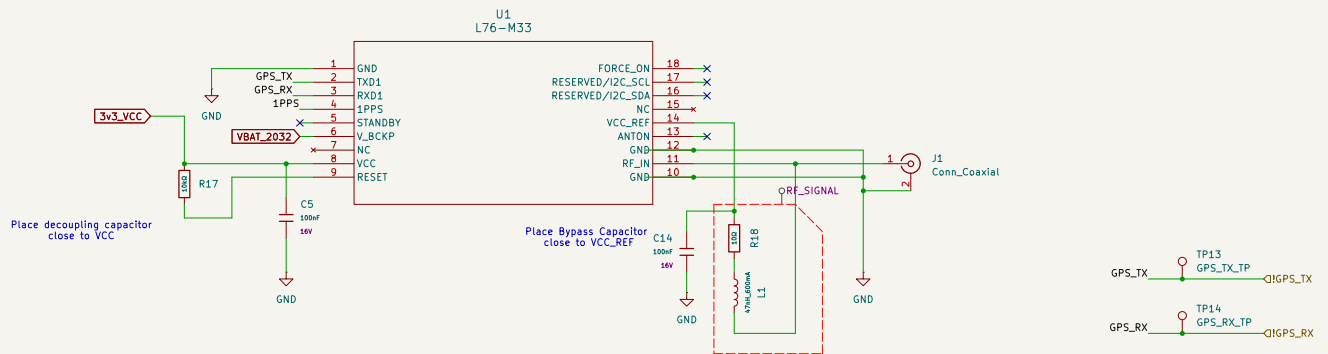 U1
L76-M33
1
GND
FORCE_ON
18
GPS_TX
2
TXD1
RESERVED/I2C_SCL
17
GPS_RX
3
RXD1
RESERVED/I2C_SDA
16
1PPS
4
1PPS
NC
15
3v3_VCC
GND
5
STANDBY
VCC_REF
14
VBAT_2032
6
V_BCKP
ANTON
13
7
NC
GND
12
8
VCC
RF_IN
11
9
RESET
GND
10
1
2
J1
Conn_Coaxial
10kΩ
R17
RF_SIGNAL
C5
100nF
16V
Place decoupling capacitor
close to VCC
Place Bypass Capacitor
close to VCC_REF
C14
100nF
16V
10Ω
R18
47nH_600mA
L1
GND
GND
GND
TP13
GPS_TX_TP
GPS_TX
!GPS_TX
TP14
GPS_RX_TP
GPS_RX
!GPS_RX